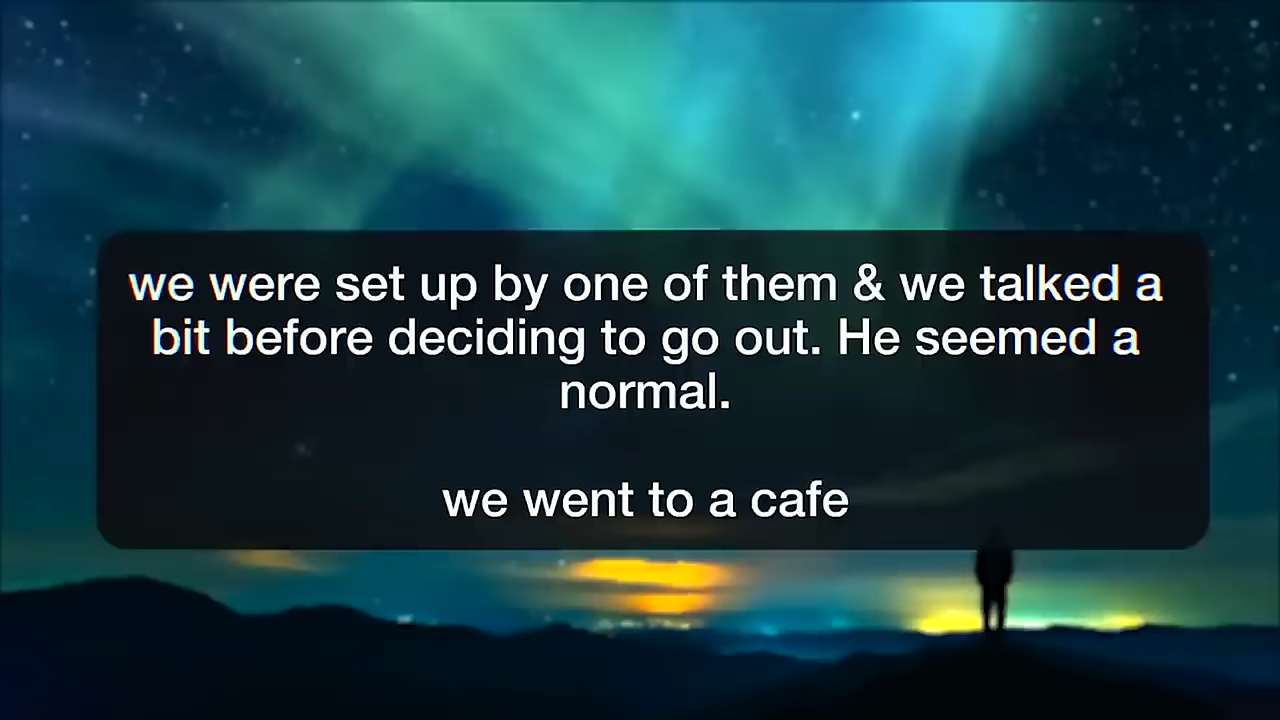 we were set up by one of them & we talked a
bit before deciding to go out. He seemed a
normal.
we went to a cafe